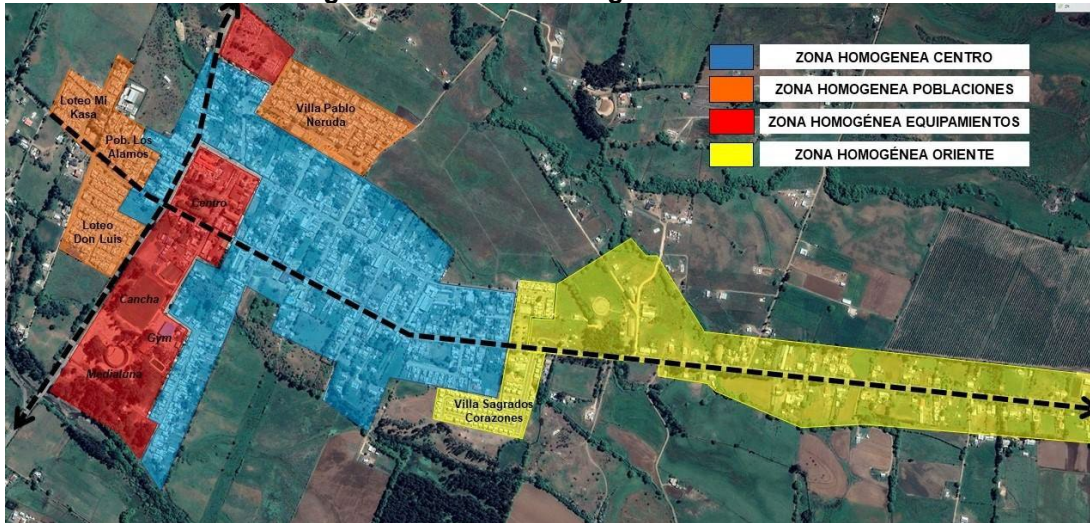 ZONA HOMOGENEA CENTRO
ZONA HOMOGENEA POBLACIONES
ZONA HOMOGÉNEA EQUIPAMIENTOS
ZONA HOMOGÉNEA ORIENTE
Loteo Mi
Kasa
Pob. Los
Alamos
Villa Pablo
Neruda
Centro
Loteo
Don Luis
Cancha
Gym
Medialuna
Villa Sagrados
Corazones